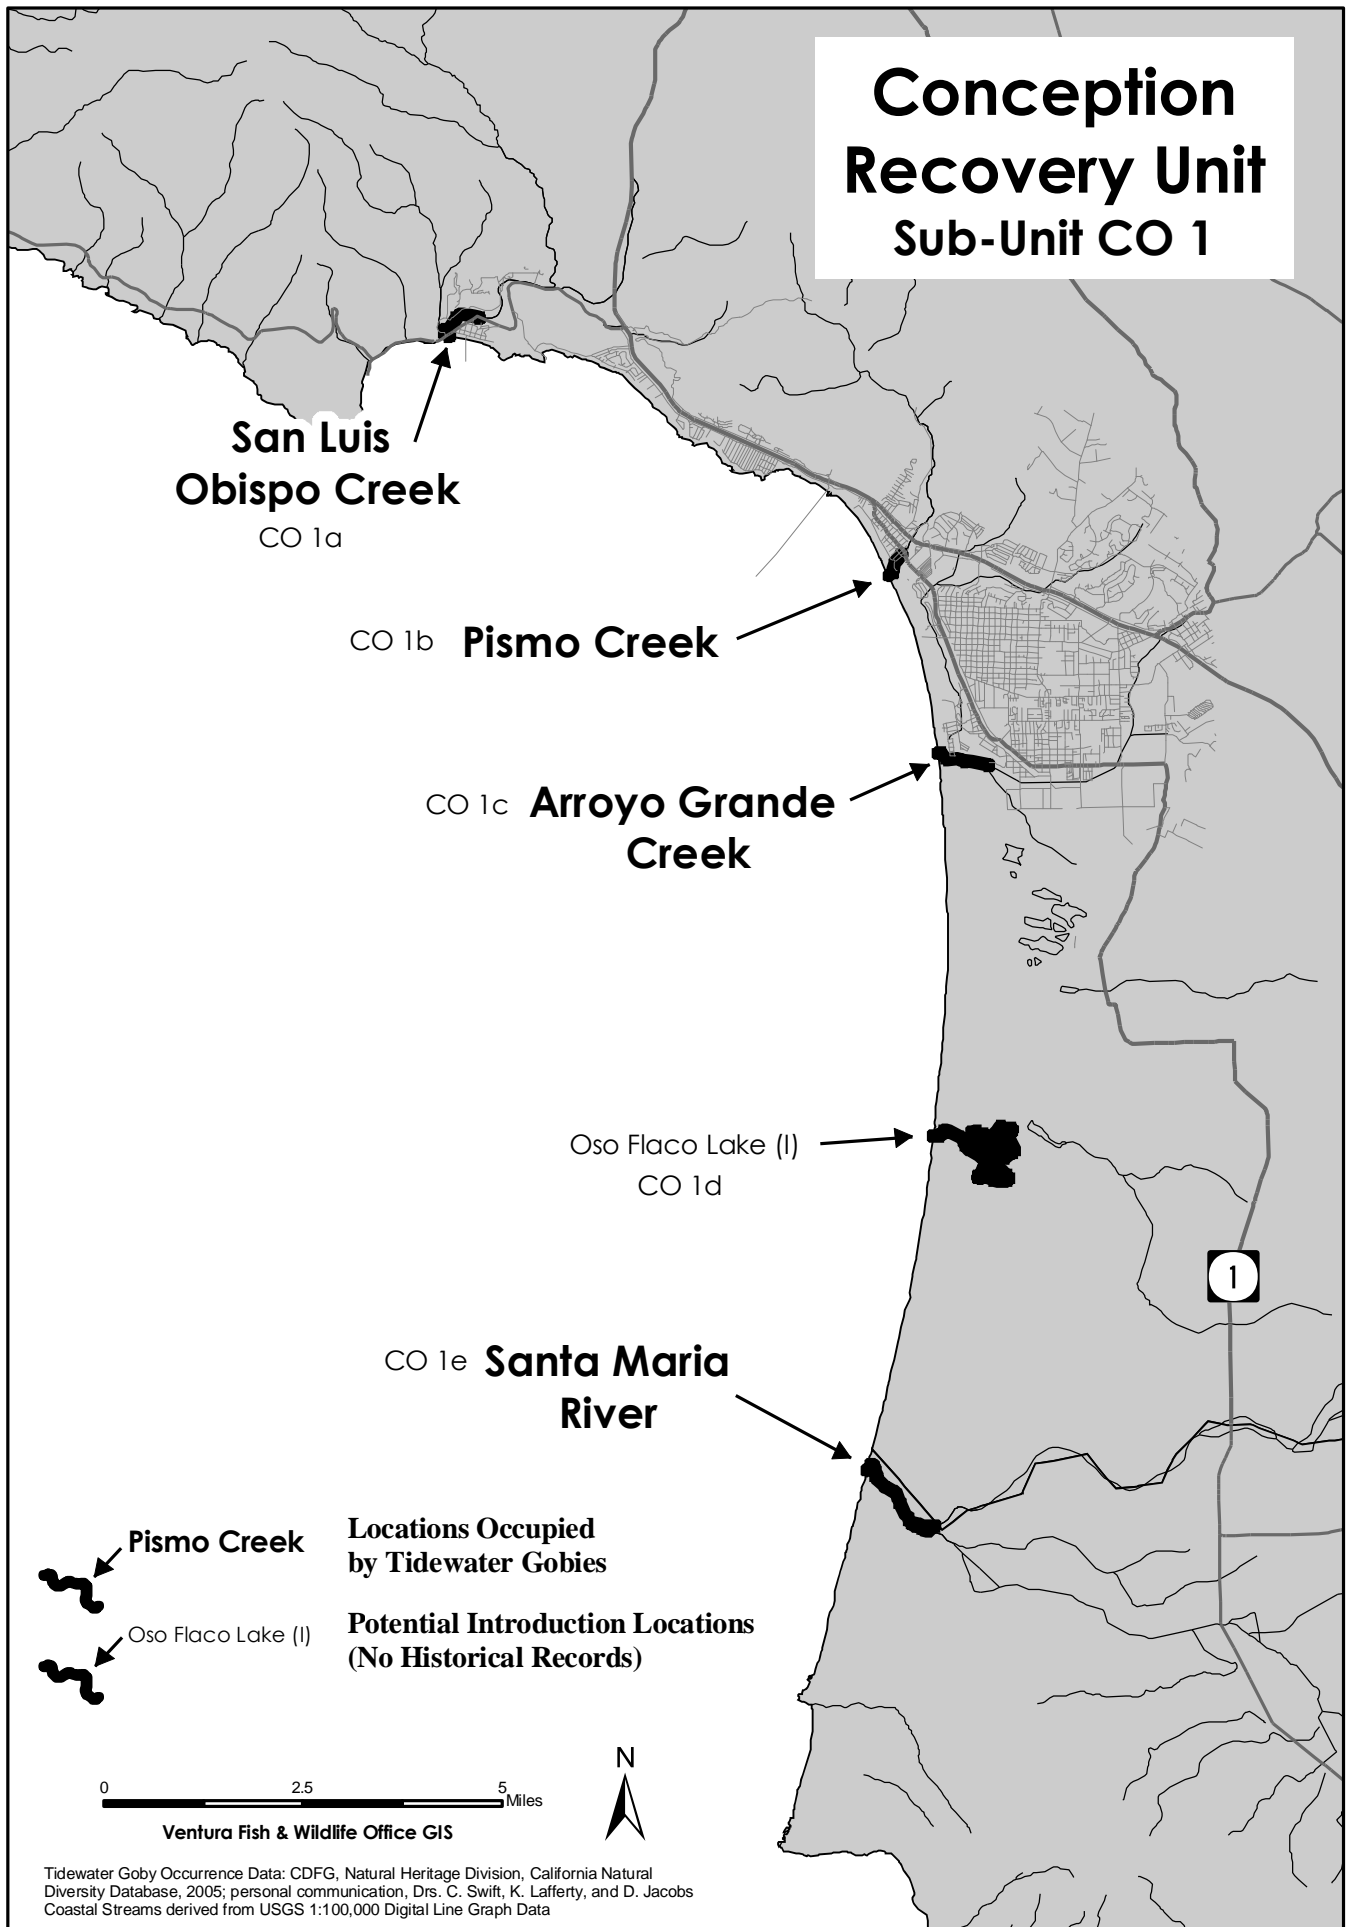 Conception
Recovery Unit
Sub-Unit CO 1
San Luis
Obispo Creek
CO 1a
CO 1b Pismo Creek
CO 1c Arroyo Grande
Creek
Oso Flaco Lake (I)
CO 1d
1
CO 1e Santa Maria
River
Pismo Creek
Locations Occupied
by Tidewater Gobies
Oso Flaco Lake (I)
Potential Introduction Locations
(No Historical Records)
N
0 2.5 5
Miles
Ventura Fish & Wildlife Office GIS
Tidewater Goby Occurrence Data: CDFG, Natural Heritage Division, California Natural
Diversity Database, 2005; personal communication, Drs. C. Swift, K. Lafferty, and D. Jacobs
Coastal Streams derived from USGS 1:100,000 Digital Line Graph Data